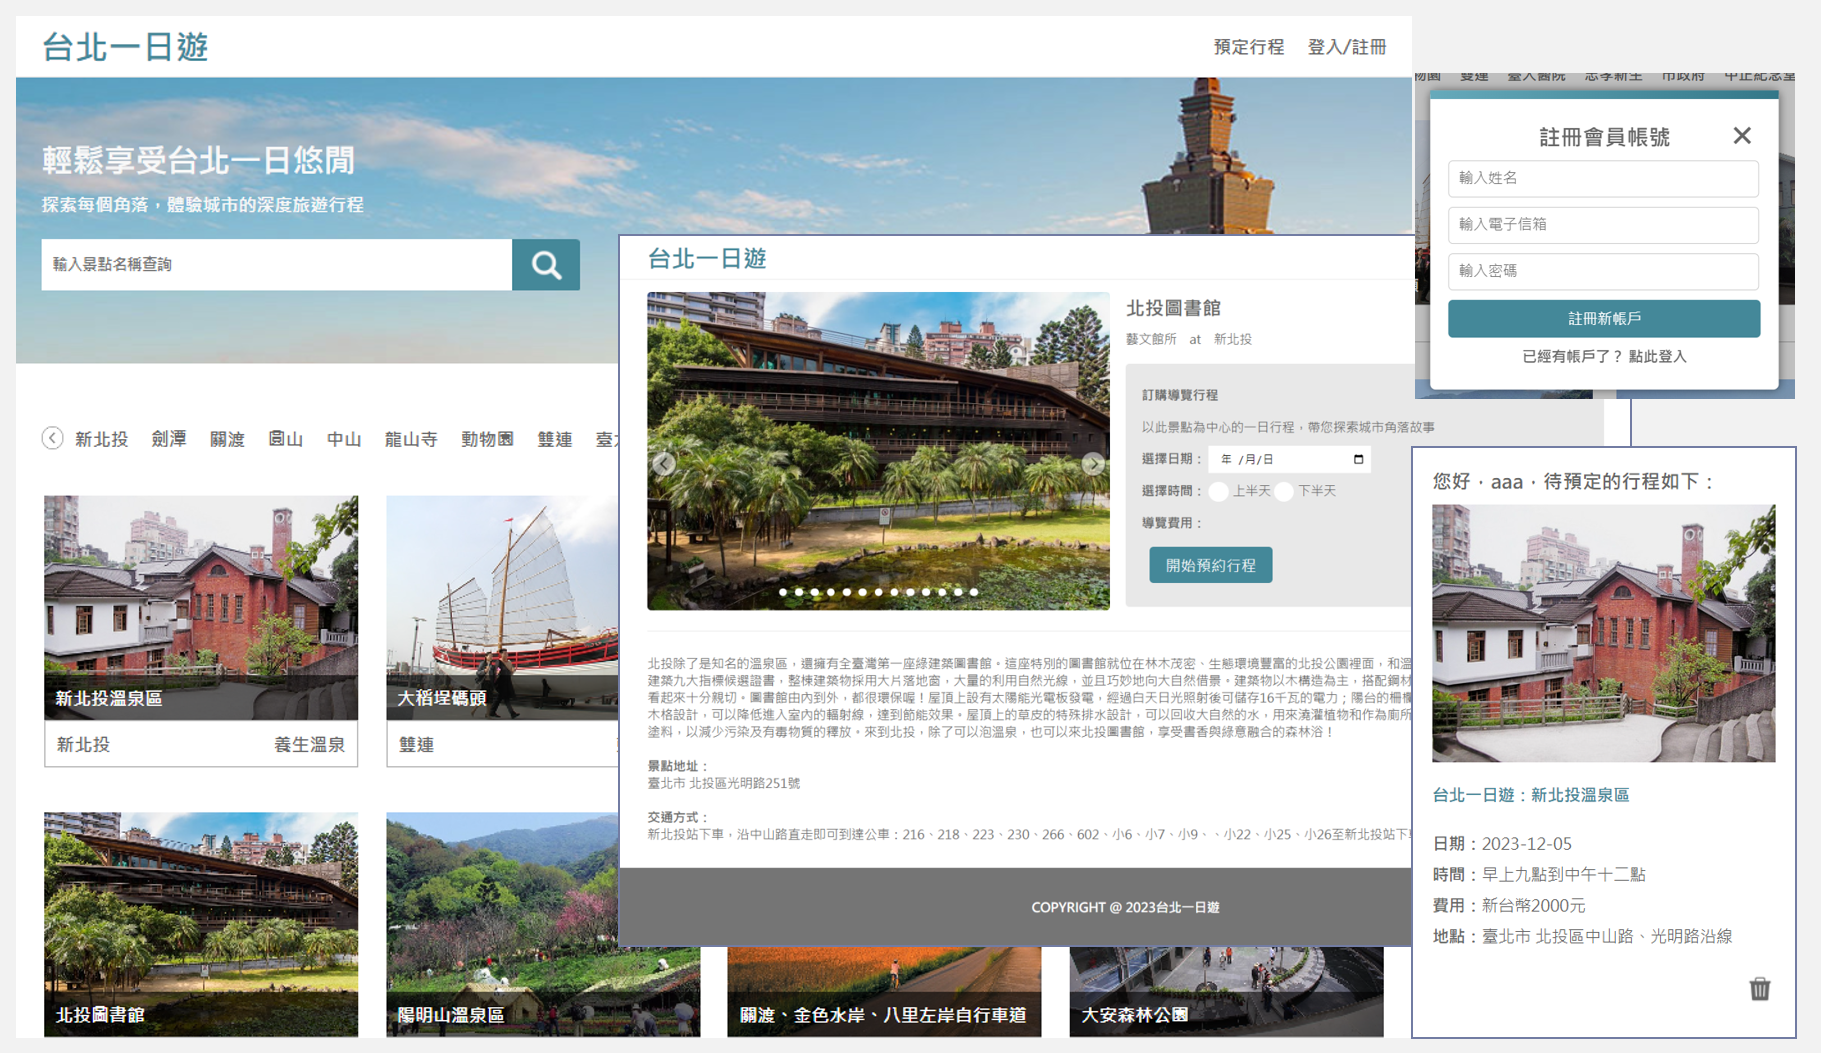 台北一日遊
預定行程
登入/註冊
輕鬆享受台北一日悠閒
探索每個角落，體驗城市的深度旅遊行程
輸入景點名稱查詢
新北投 劍潭 關渡 圓山 中山 龍山寺 動物園 雙連
新北投溫泉區
新北投 養生溫泉
大稻埕碼頭
雙連
北投圖書館
陽明山溫泉區
關渡、金色水岸、八里左岸自行車道
大安森林公園
台北一日遊
北投圖書館
藝文館所 at 新北投
訂購導覽行程
以此景點為中心的一日行程，帶您探索城市角落故事
選擇日期： 年 /月/日
選擇時間： 上半天 下半天
導覽費用：
開始預約行程
北投除了是知名的溫泉區，還擁有全臺灣第一座綠建築圖書館。這座特別的圖書館就位在林木茂密、生態環境豐富的北投公園裡面，和溫
建築九大指標候選證書，整棟建築物採用大片落地窗，大量的利用自然光線，並且巧妙地向大自然借景。建築物以木構造為主，搭配鋼材
看起來十分親切。圖書館由內到外，都很環保喔！屋頂上設有太陽能光電板發電，經過白天日光照射後可儲存16千瓦的電力；陽台的柵欄
木格設計，可以降低進入室內的輻射線，達到節能效果。屋頂上的草皮的特殊排水設計，可以回收大自然的水，用來澆灌植物和作為廁所
塗料，以減少污染及有毒物質的釋放。來到北投，除了可以泡溫泉，也可以來北投圖書館，享受書香與綠意融合的森林浴！
景點地址：
臺北市 北投區光明路251號
交通方式：
新北投站下車，沿中山路直走即可到達公車：216、218、223、230、266、602、小6、小7、小9、、小22、小25、小26至新北投站下
COPYRIGHT @ 2023台北一日遊
物園 雙連 臺大醫院 忠孝新生 市政府 中正紀念堂
註冊會員帳號
輸入姓名
輸入電子信箱
輸入密碼
註冊新帳戶
已經有帳戶了？ 點此登入
您好，aaa，待預定的行程如下：
台北一日遊：新北投溫泉區
日期：2023-12-05
時間：早上九點到中午十二點
費用：新台幣2000元
地點：臺北市 北投區中山路、光明路沿線